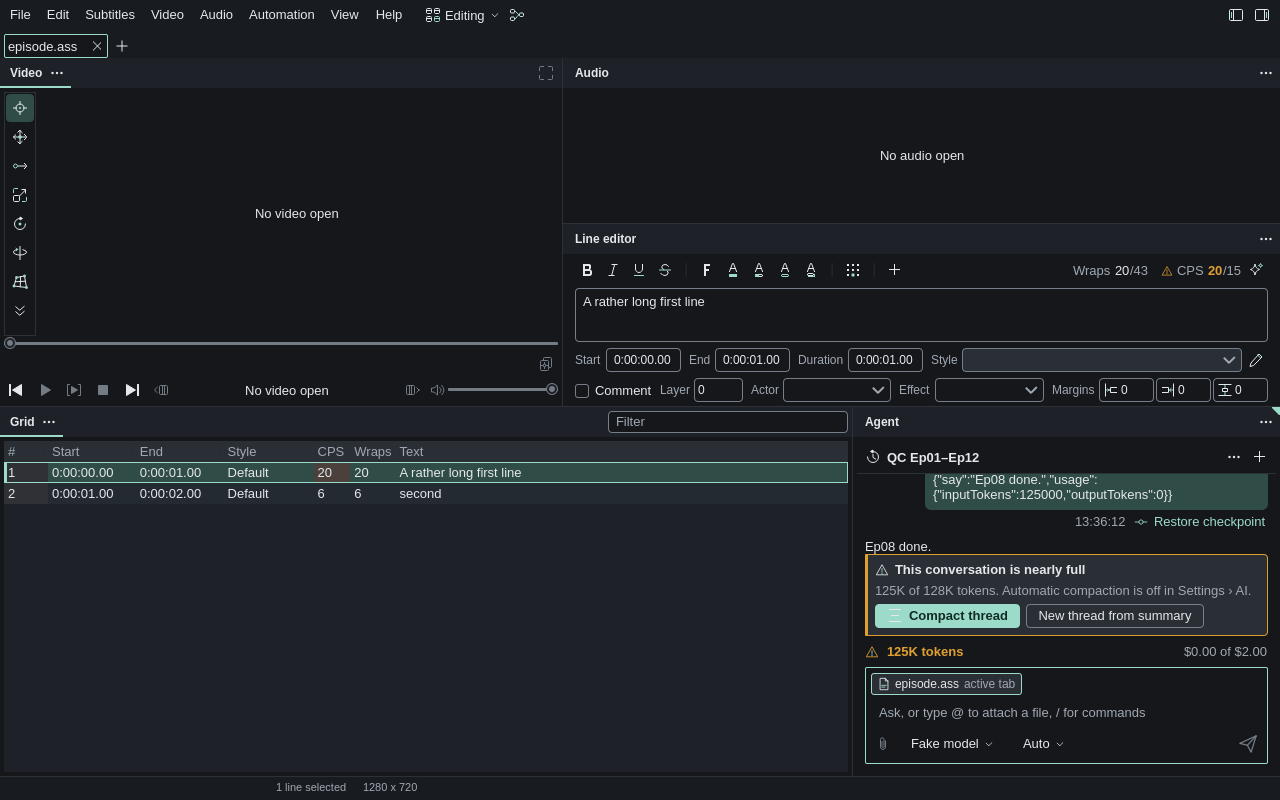 File Edit Subtitles Video Audio Automation View Help Editing
episode.ass
Video
Audio
No video open
No audio open
Line editor
Wraps 20/43 CPS 20/15
A rather long first line
Start 0:00:00.00 End 0:00:01.00 Duration 0:00:01.00 Style
Comment Layer 0 Actor Effect Margins 0 0 0
No video open
Grid
Filter
# Start End Style CPS Wraps Text
1 0:00:00.00 0:00:01.00 Default 20 20 A rather long first line
2 0:00:01.00 0:00:02.00 Default 6 6 second
Agent
QC Ep01–Ep12
{"say":"Ep08 done.","usage":
{"inputTokens":125000,"outputTokens":0}}
13:36:12 Restore checkpoint
Ep08 done.
This conversation is nearly full
125K of 128K tokens. Automatic compaction is off in Settings › AI.
Compact thread New thread from summary
125K tokens $0.00 of $2.00
episode.ass active tab
Ask, or type @ to attach a file, / for commands
Fake model Auto
1 line selected 1280 x 720